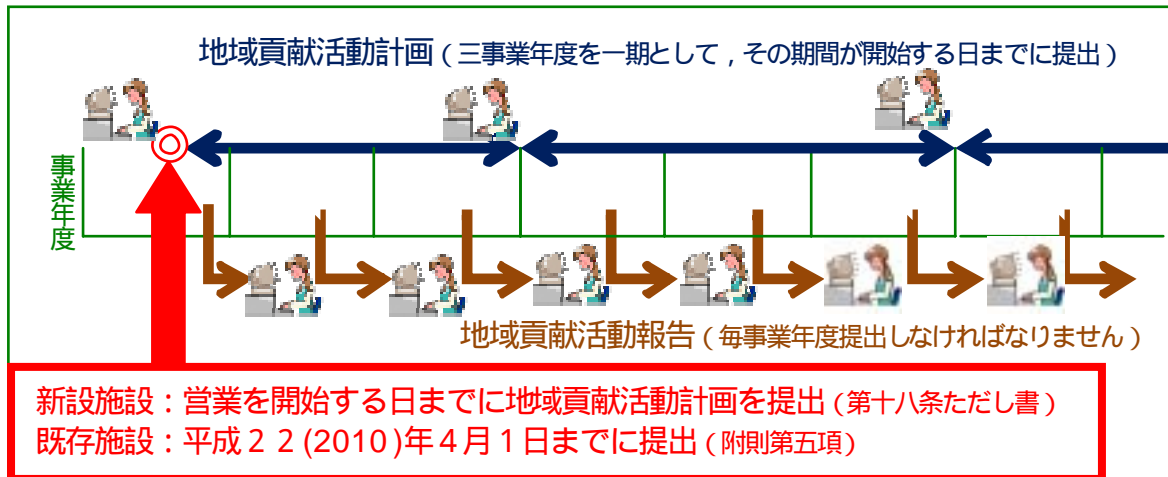 地域貢献活動計画（三事業年度を一期として，その期間が開始する日までに提出）
事業年度
地域貢献活動報告（毎事業年度提出しなければなりません）
新設施設：営業を開始する日までに地域貢献活動計画を提出（第十八条ただし書）
既存施設：平成２２(2010)年４月１日までに提出（附則第五項）